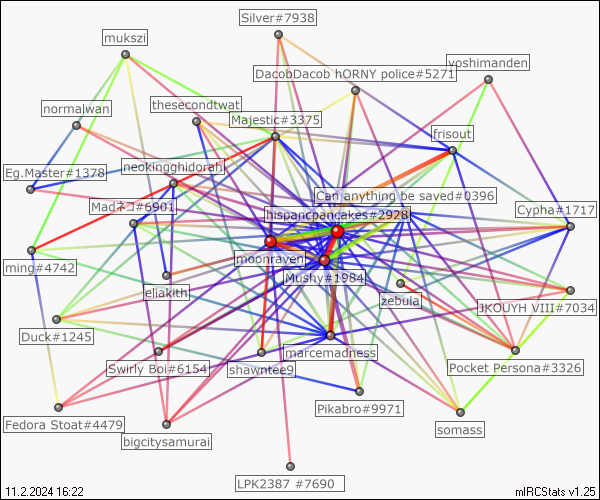 Silver#7938
mukszi
yoshimanden
DacobDacob hORNY police#5271
normalwan
thesecondtwat
Majestic#3375
frisout
Eg.Master#1378
neokingghidorah
Can anything be saved#0396
Madネコ#6901
hispancpancakes#2928
Cypha#1717
moonraven
ming#4742
Mushy#1984
eliakith
zebula
JKOUYH VIII#7034
Duck#1245
marcemadness
Swirly Boi#6154
shawntee9
Pocket Persona#3326
Pikabro#9971
Fedora Stoat#4479
somass
bigcitysamurai
LPK2387 #7690
11.2.2024 16:22
mIRCStats v1.25